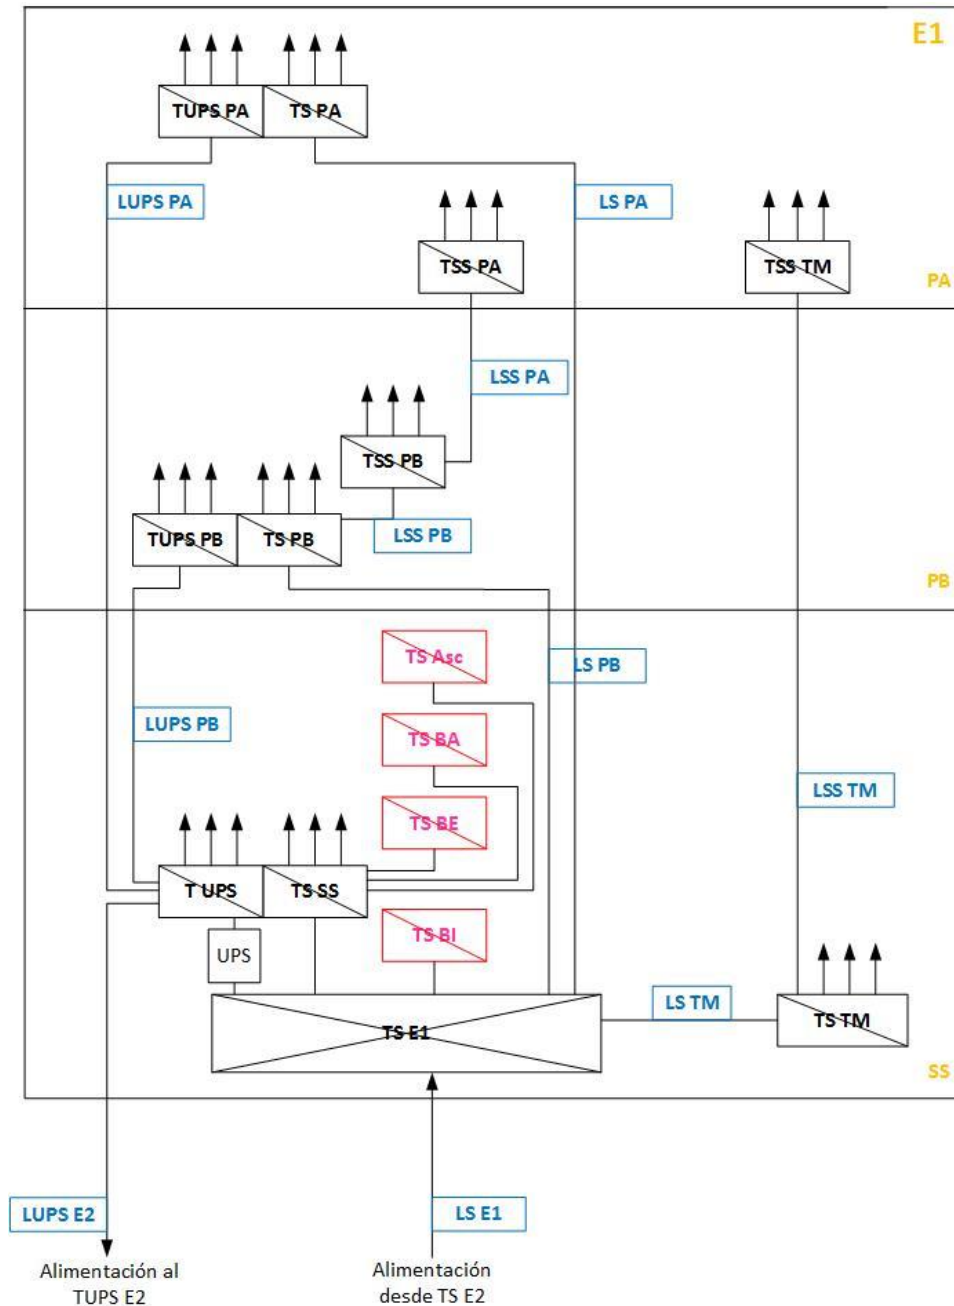 E1
TUPS PA
TS PA
LUPS PA
LS PA
TSS PA
TSS TM
PA
LSS PA
TSS PB
TUPS PB
TS PB
LSS PB
PB
TS Asc
LS PB
LUPS PB
TS BA
LSS TM
TS BE
T UPS
TS SS
TS BI
UPS
LS TM
TS E1
TS TM
SS
LUPS E2
LS E1
Alimentación al
TUPS E2
Alimentación
desde TS E2